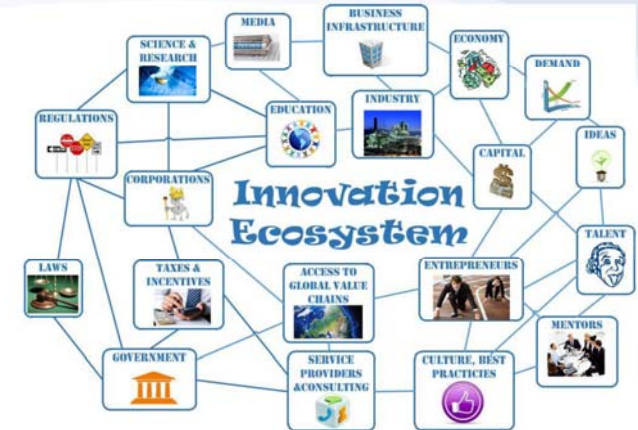 MEDIA
BUSINESS
INFRASTRUCTURE
SCIENCE &
RESEARCH
ECONOMY
DEMAND
REGULATIONS
EDUCATION
INDUSTRY
IDEAS
CORPORATIONS
CAPITAL
Innovation
Ecosystem
TALENT
LAWS
TAXES &
INCENTIVES
ACCESS TO
GLOBAL VALUE
CHAINS
ENTREPRENEURS
MENTORS
GOVERNMENT
SERVICE
PROVIDERS
&CONSULTING
CULTURE, BEST
PRACTICIES